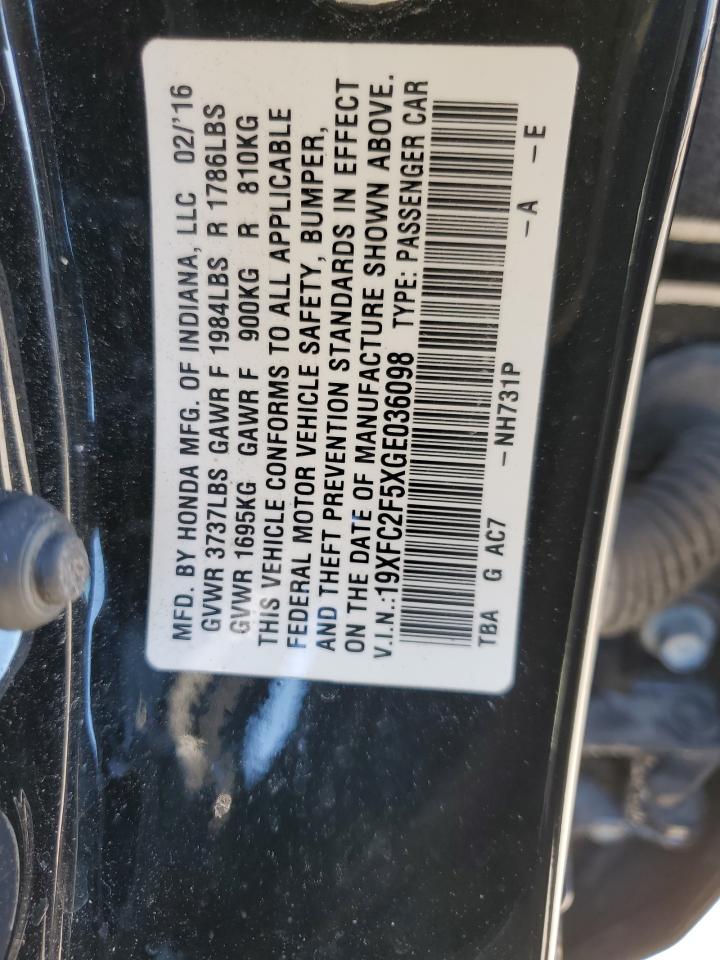 MFD. BY HONDA MFG. OF INDIANA, LLC 02/'16
GVWR 3737LBS GAWR F 1984LBS R 1786LBS
GVWR 1695KG GAWR F 900KG R 810KG
THIS VEHICLE CONFORMS TO ALL APPLICABLE
FEDERAL MOTOR VEHICLE SAFETY, BUMPER,
AND THEFT PREVENTION STANDARDS IN EFFECT
ON THE DATE OF MANUFACTURE SHOWN ABOVE.
V.I.N.:19XFC2F5XGE036098 TYPE: PASSENGER CAR
TBA G AC7 -NH731P -A -E